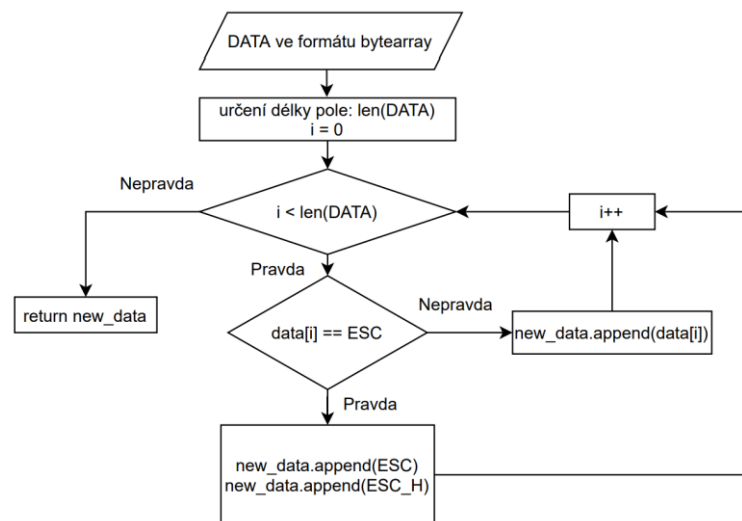 DATA ve formátu bytearray
určení délky pole: len(DATA)
i = 0
Nepravda
i < len(DATA)
i++
Pravda
return new_data
data[i] == ESC
Nepravda
new_data.append(data[i])
Pravda
new_data.append(ESC)
new_data.append(ESC_H)